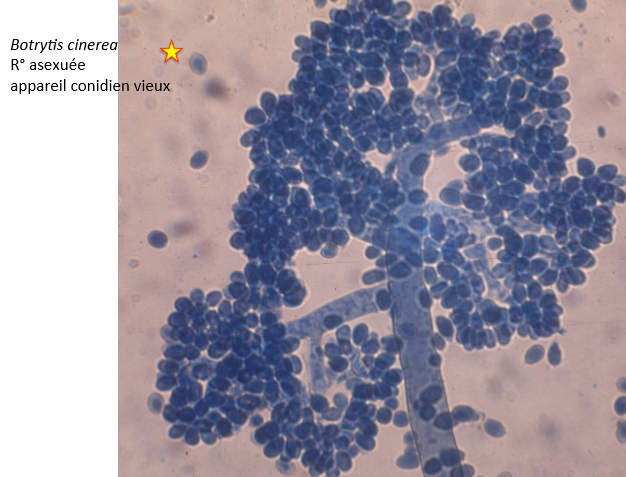 Botrytis cinerea
R° asexuée
appareil conidien vieux